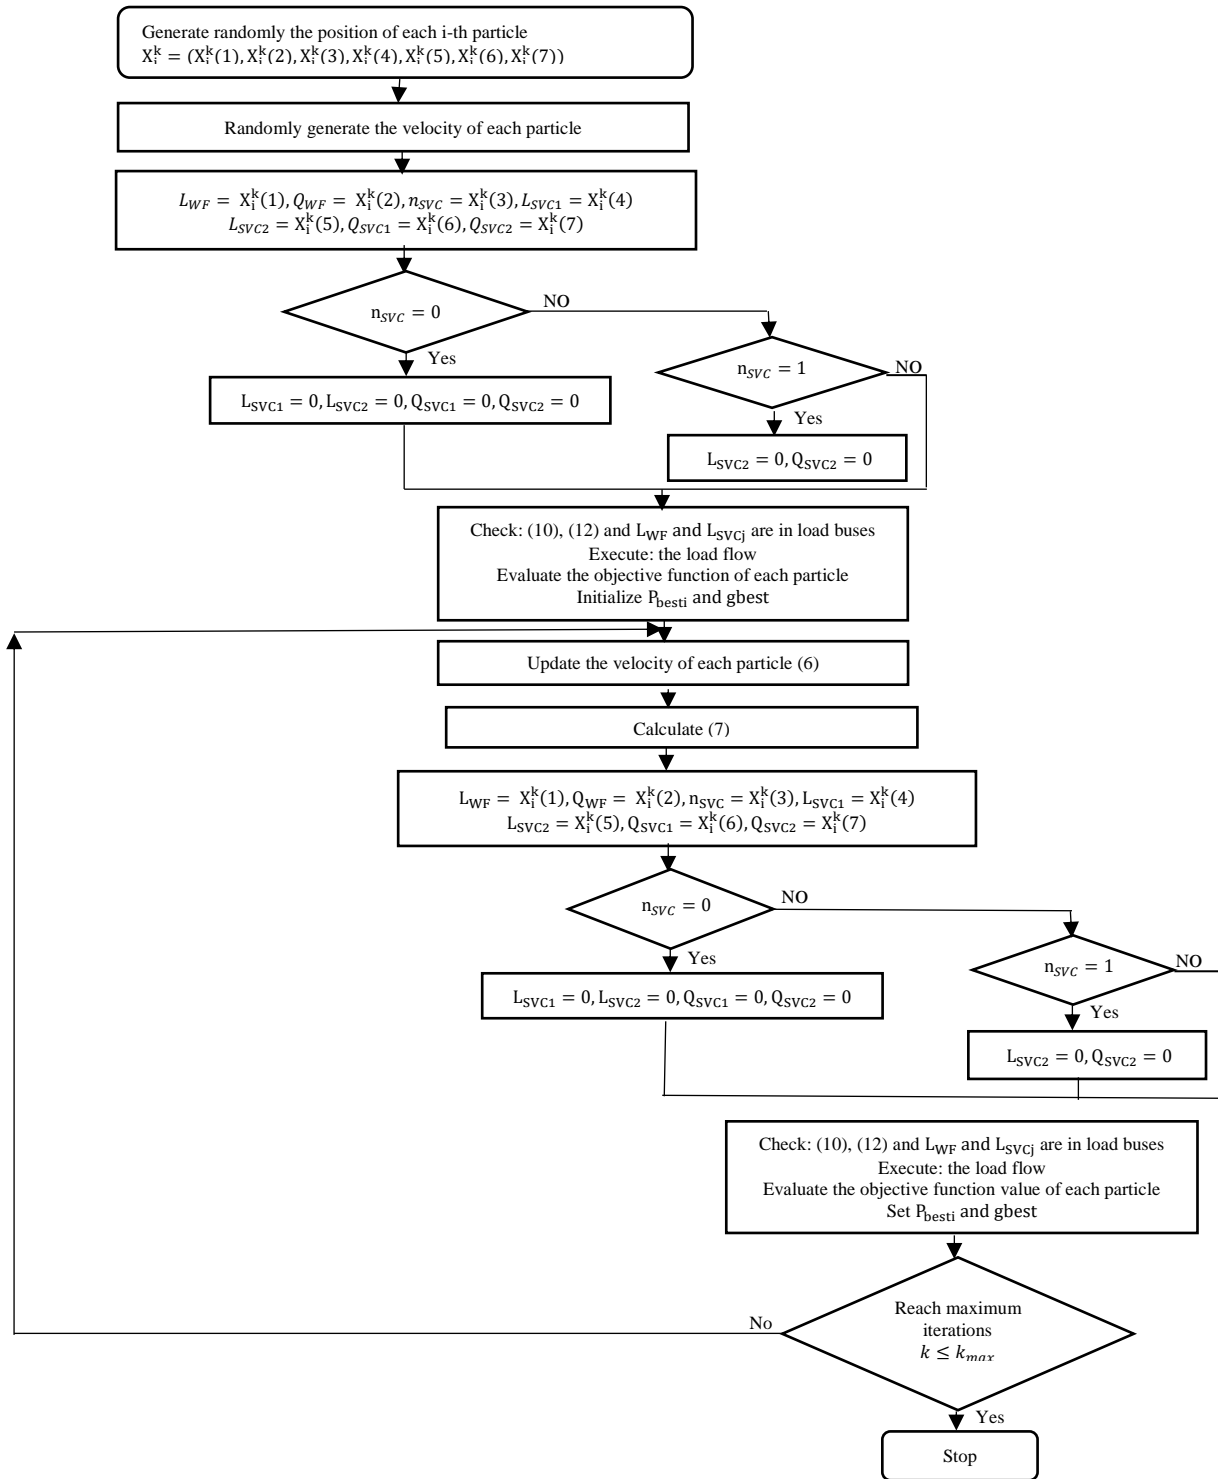 Generate randomly the position of each i-th particle
X_i^k = (X_i^k(1), X_i^k(2), X_i^k(3), X_i^k(4), X_i^k(5), X_i^k(6), X_i^k(7))
Randomly generate the velocity of each particle
L_WF = X_i^k(1), Q_WF = X_i^k(2), n_SVC = X_i^k(3), L_SVC1 = X_i^k(4)
L_SVC2 = X_i^k(5), Q_SVC1 = X_i^k(6), Q_SVC2 = X_i^k(7)
n_SVC = 0
NO
Yes
n_SVC = 1
NO
Yes
L_SVC1 = 0, L_SVC2 = 0, Q_SVC1 = 0, Q_SVC2 = 0
L_SVC2 = 0, Q_SVC2 = 0
Check: (10), (12) and L_WF and L_SVCj are in load buses
Execute: the load flow
Evaluate the objective function of each particle
Initialize P_besti and gbest
Update the velocity of each particle (6)
Calculate (7)
L_WF = X_i^k(1), Q_WF = X_i^k(2), n_SVC = X_i^k(3), L_SVC1 = X_i^k(4)
L_SVC2 = X_i^k(5), Q_SVC1 = X_i^k(6), Q_SVC2 = X_i^k(7)
n_SVC = 0
NO
Yes
n_SVC = 1
NO
Yes
L_SVC1 = 0, L_SVC2 = 0, Q_SVC1 = 0, Q_SVC2 = 0
L_SVC2 = 0, Q_SVC2 = 0
Check: (10), (12) and L_WF and L_SVCj are in load buses
Execute: the load flow
Evaluate the objective function value of each particle
Set P_besti and gbest
No
Reach maximum
iterations
k ≤ k_max
Yes
Stop